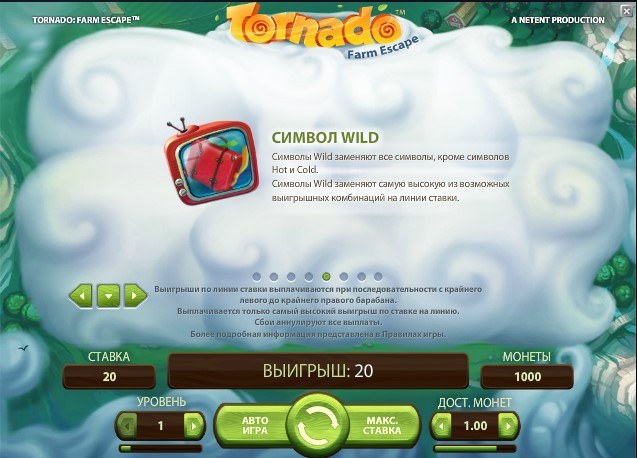 TORNADO: FARM ESCAPE™
Tornado™
Farm Escape
A NETENT PRODUCTION
СИМВОЛ WILD
Символы Wild заменяют все символы, кроме символов
Hot и Cold.
Символы Wild заменяют самую высокую из возможных
выигрышных комбинаций на линии ставки.
Выигрыши по линии ставки выплачиваются при последовательности с крайнего
левого до крайнего правого барабана.
Выплачивается только самый высокий выигрыш по ставке на линию.
Сбои аннулируют все выплаты.
Более подробная информация представлена в Правилах игры.
СТАВКА
20
ВЫИГРЫШ: 20
МОНЕТЫ
1000
УРОВЕНЬ
1
АВТО
ИГРА
МАКС.
СТАВКА
ДОСТ. МОНЕТ
1.00